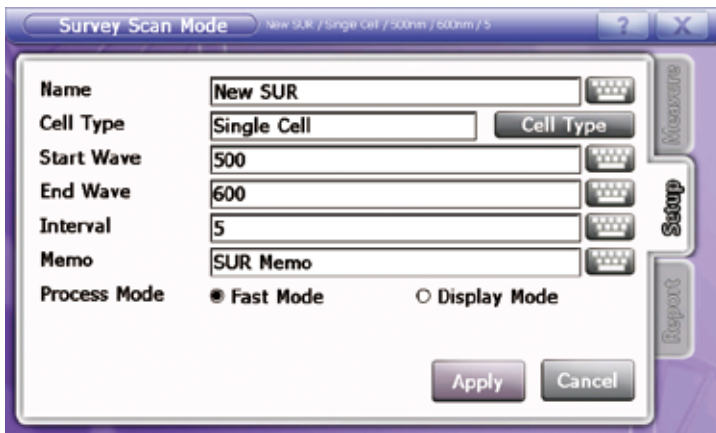 Survey Scan Mode New SUR / Single Cell / 500nm / 600nm / 5 ? X
Name New SUR
Cell Type Single Cell Cell Type
Start Wave 500
End Wave 600
Interval 5
Memo SUR Memo
Process Mode Fast Mode Display Mode
Apply Cancel
Measure
Setup
Report